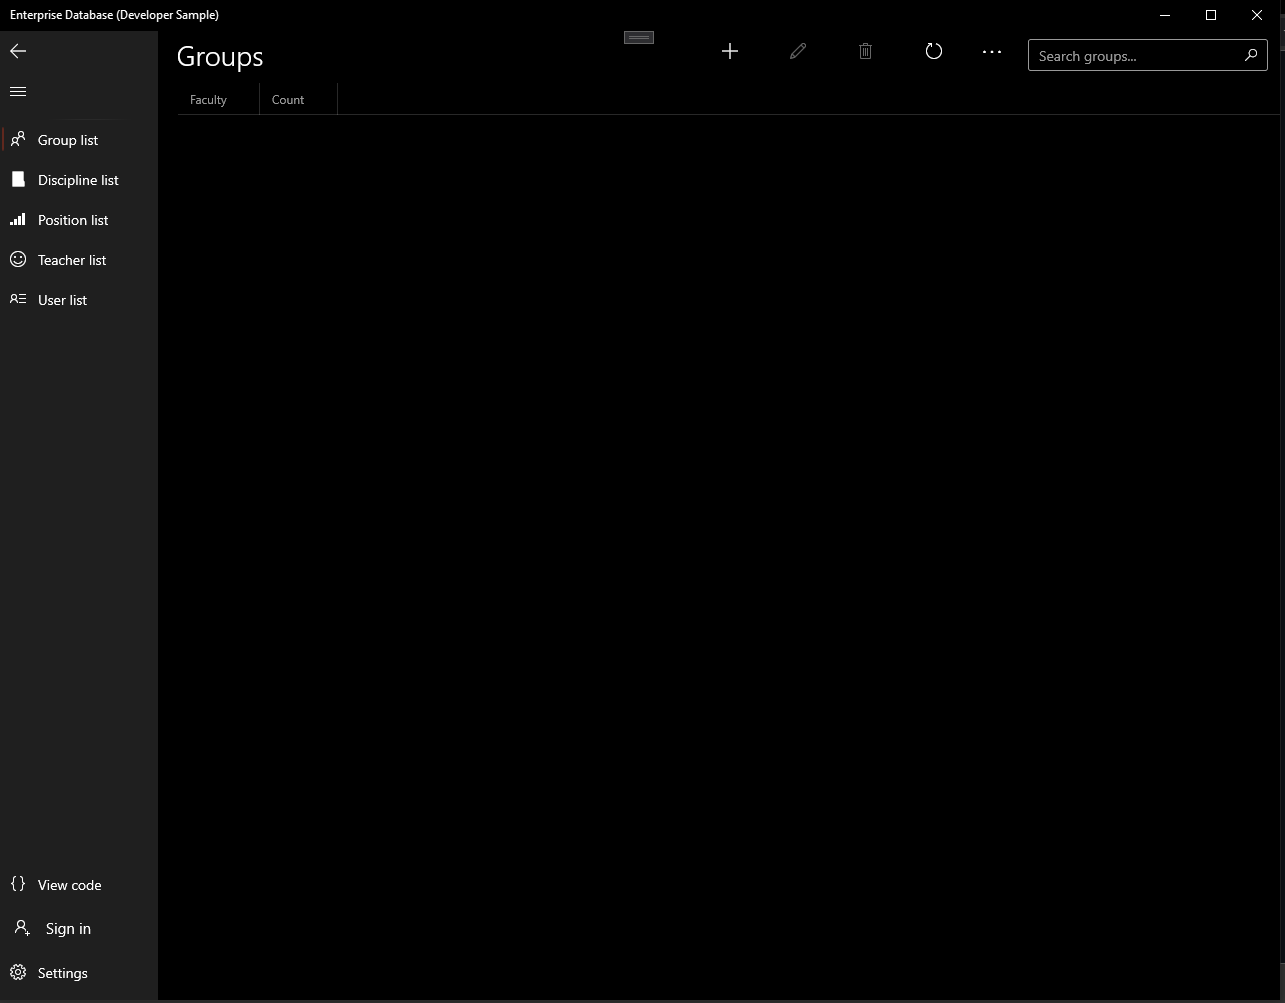 Enterprise Database (Developer Sample)
Groups
Search groups...
Faculty
Count
Group list
Discipline list
Position list
Teacher list
User list
View code
Sign in
Settings